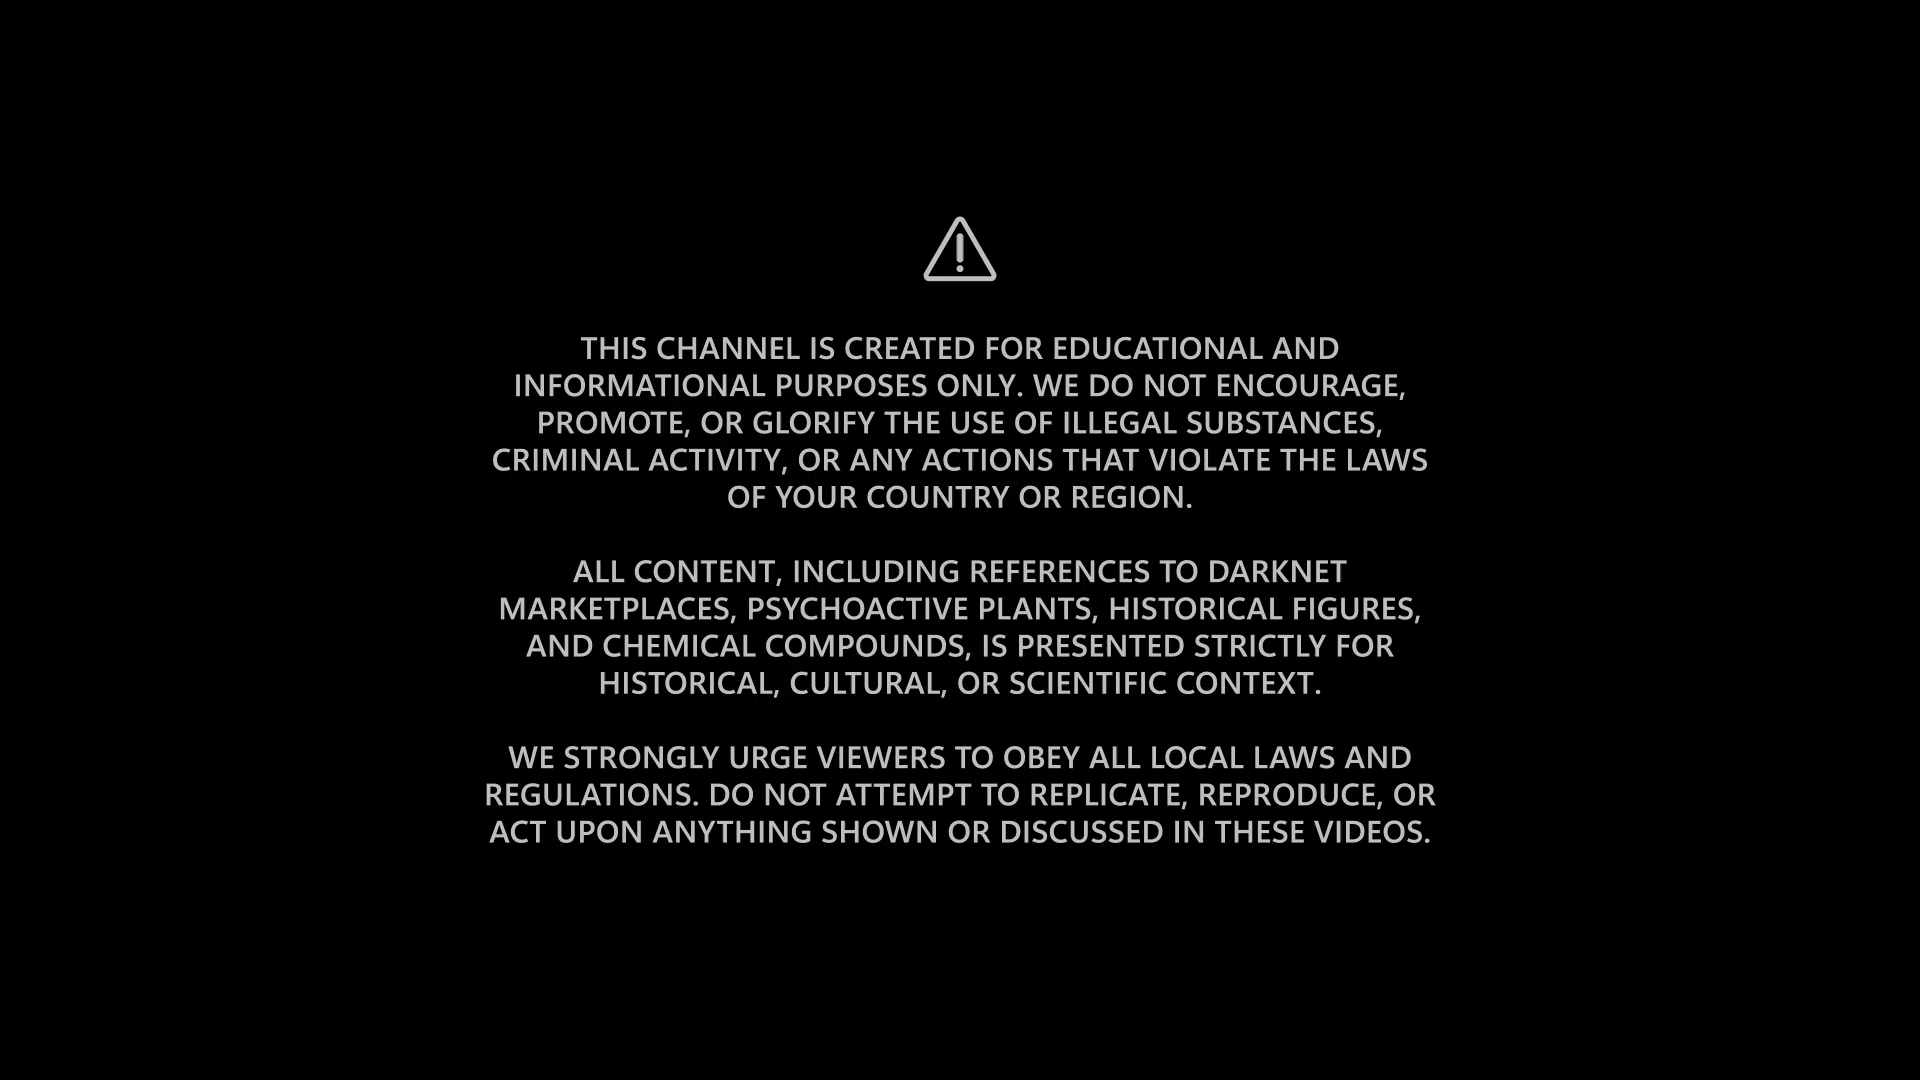 THIS CHANNEL IS CREATED FOR EDUCATIONAL AND
INFORMATIONAL PURPOSES ONLY. WE DO NOT ENCOURAGE,
PROMOTE, OR GLORIFY THE USE OF ILLEGAL SUBSTANCES,
CRIMINAL ACTIVITY, OR ANY ACTIONS THAT VIOLATE THE LAWS
OF YOUR COUNTRY OR REGION.
ALL CONTENT, INCLUDING REFERENCES TO DARKNET
MARKETPLACES, PSYCHOACTIVE PLANTS, HISTORICAL FIGURES,
AND CHEMICAL COMPOUNDS, IS PRESENTED STRICTLY FOR
HISTORICAL, CULTURAL, OR SCIENTIFIC CONTEXT.
WE STRONGLY URGE VIEWERS TO OBEY ALL LOCAL LAWS AND
REGULATIONS. DO NOT ATTEMPT TO REPLICATE, REPRODUCE, OR
ACT UPON ANYTHING SHOWN OR DISCUSSED IN THESE VIDEOS.